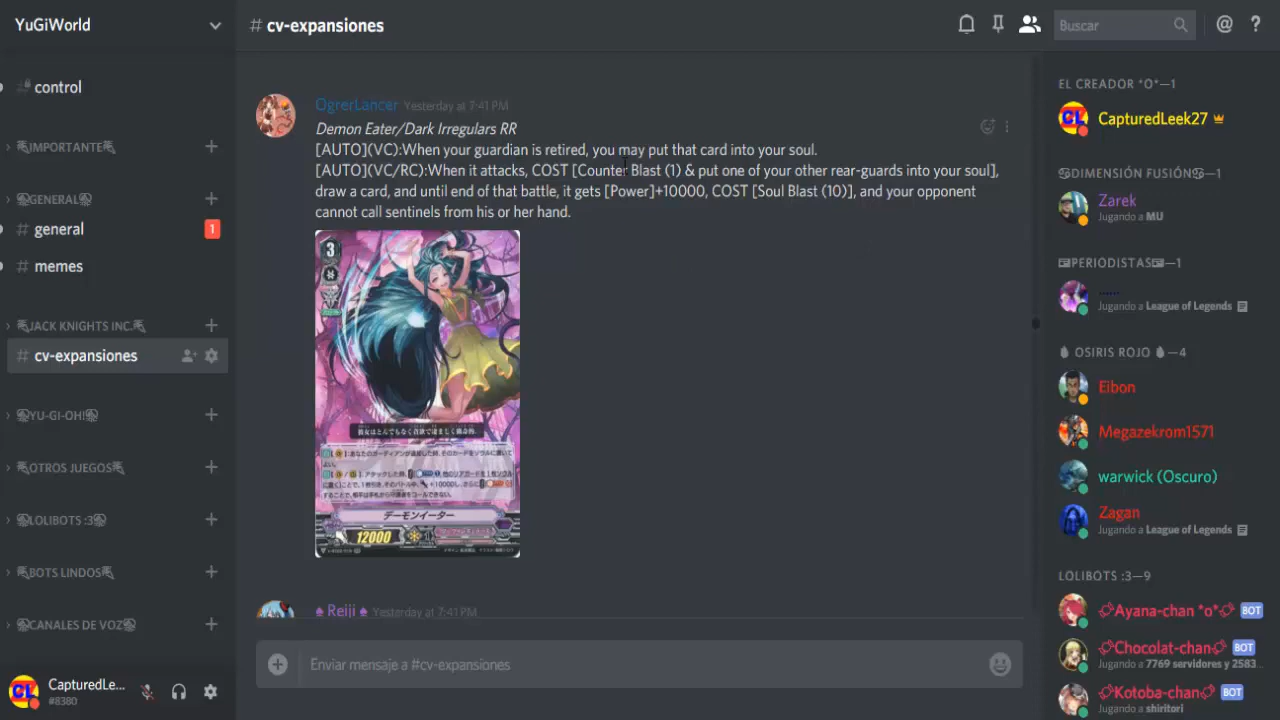 YuGiWorld
control
IMPORTANTE
GENERAL
# general 1
# memes
JACK KNIGHTS INC.
# cv-expansiones
YU-GI-OH!
OTROS JUEGOS
LOLIBOTS :3
BOTS LINDOS
CANALES DE VOZ
CapturedLe...
#8380
# cv-expansiones
Buscar
OgrerLancer Yesterday at 7:41 PM
Demon Eater/Dark Irregulars RR
[AUTO](VC):When your guardian is retired, you may put that card into your soul.
[AUTO](VC/RC):When it attacks, COST [Counter Blast (1) & put one of your other rear-guards into your soul],
draw a card, and until end of that battle, it gets [Power]+10000, COST [Soul Blast (10)], and your opponent
cannot call sentinels from his or her hand.
3
デーモンイーター
12000
♠ Reiji ♠ Yesterday at 7:41 PM
Enviar mensaje a #cv-expansiones
EL CREADOR *O*—1
CapturedLeek27
DIMENSIÓN FUSIÓN—1
Zarek
Jugando a MU
PERIODISTAS—1
......
Jugando a League of Legends
OSIRIS ROJO—4
Eibon
Megazekrom1571
warwick (Oscuro)
Zagan
Jugando a League of Legends
LOLIBOTS :3—9
Ayana-chan *o* BOT
Chocolat-chan BOT
Jugando a 7769 servidores y 2583...
Kotoba-chan BOT
Jugando a shiritori